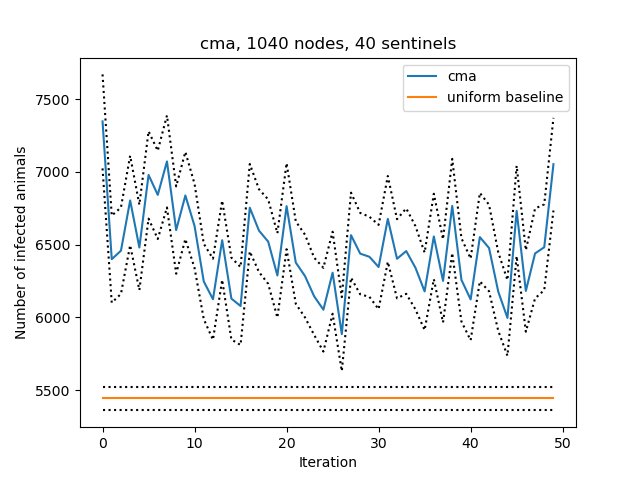 cma, 1040 nodes, 40 sentinels
cma
uniform baseline
7500
7000
6500
6000
5500
Number of infected animals
0 10 20 30 40 50
Iteration